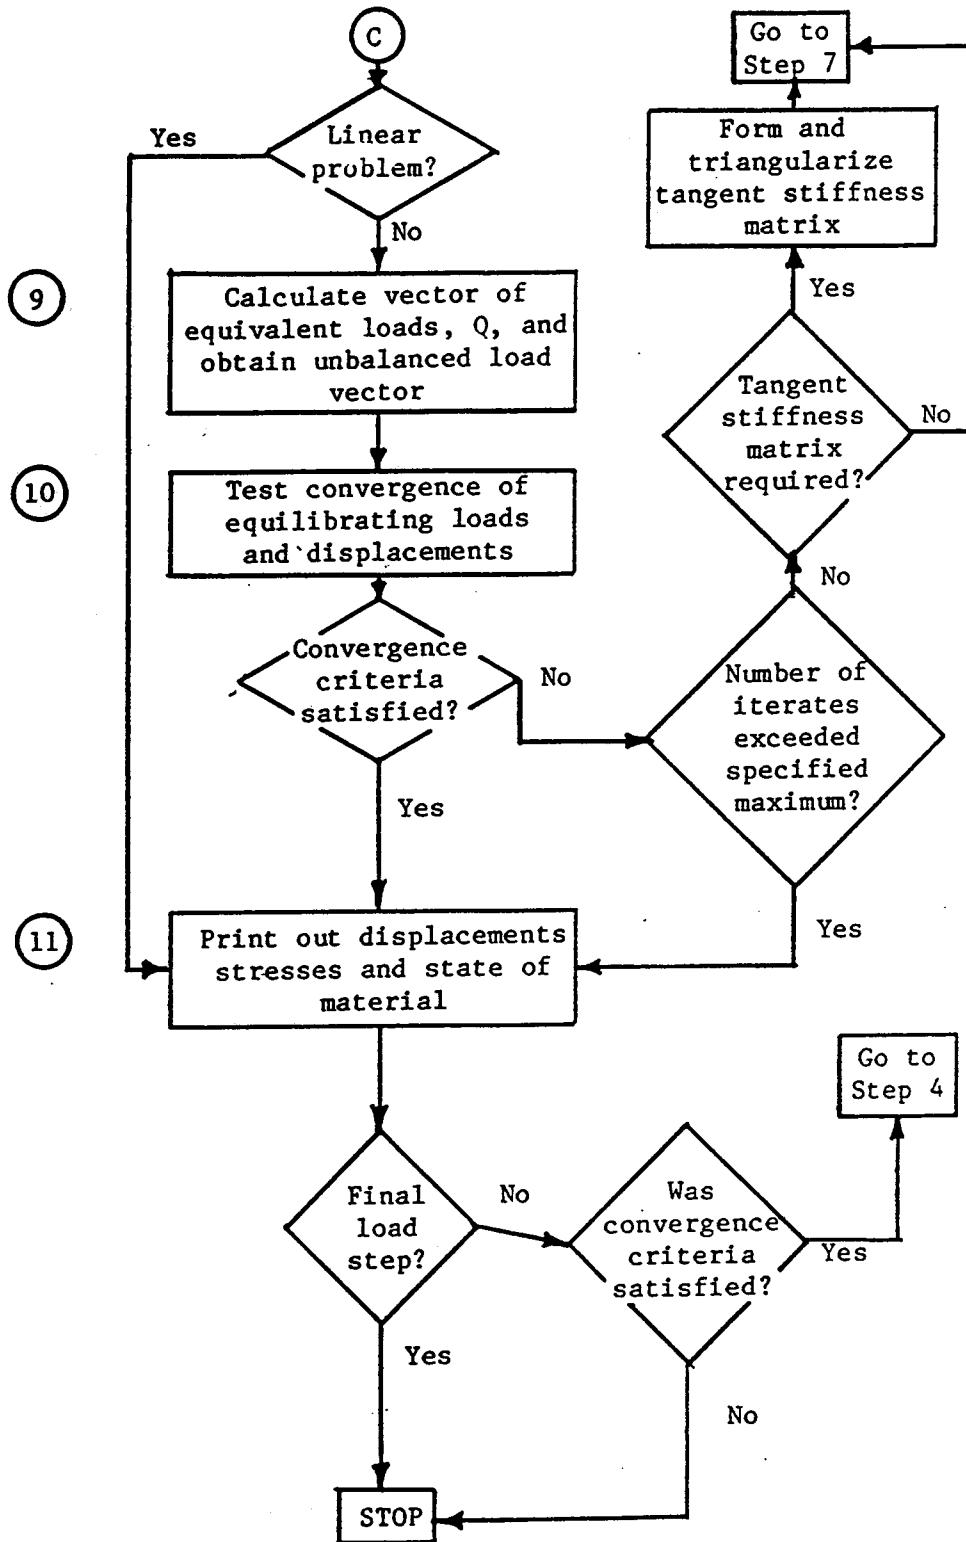 C
Linear
problem?
Yes
No
9
Calculate vector of
equivalent loads, Q, and
obtain unbalanced load
vector
10
Test convergence of
equilibrating loads
and displacements
Convergence
criteria
satisfied?
No
Yes
Go to
Step 7
Form and
triangularize
tangent stiffness
matrix
Yes
Tangent
stiffness
matrix
required?
No
No
Number of
iterates
exceeded
specified
maximum?
Yes
11
Print out displacements
stresses and state of
material
Go to
Step 4
Final
load
step?
No
Was
convergence
criteria
satisfied?
Yes
Yes
No
STOP